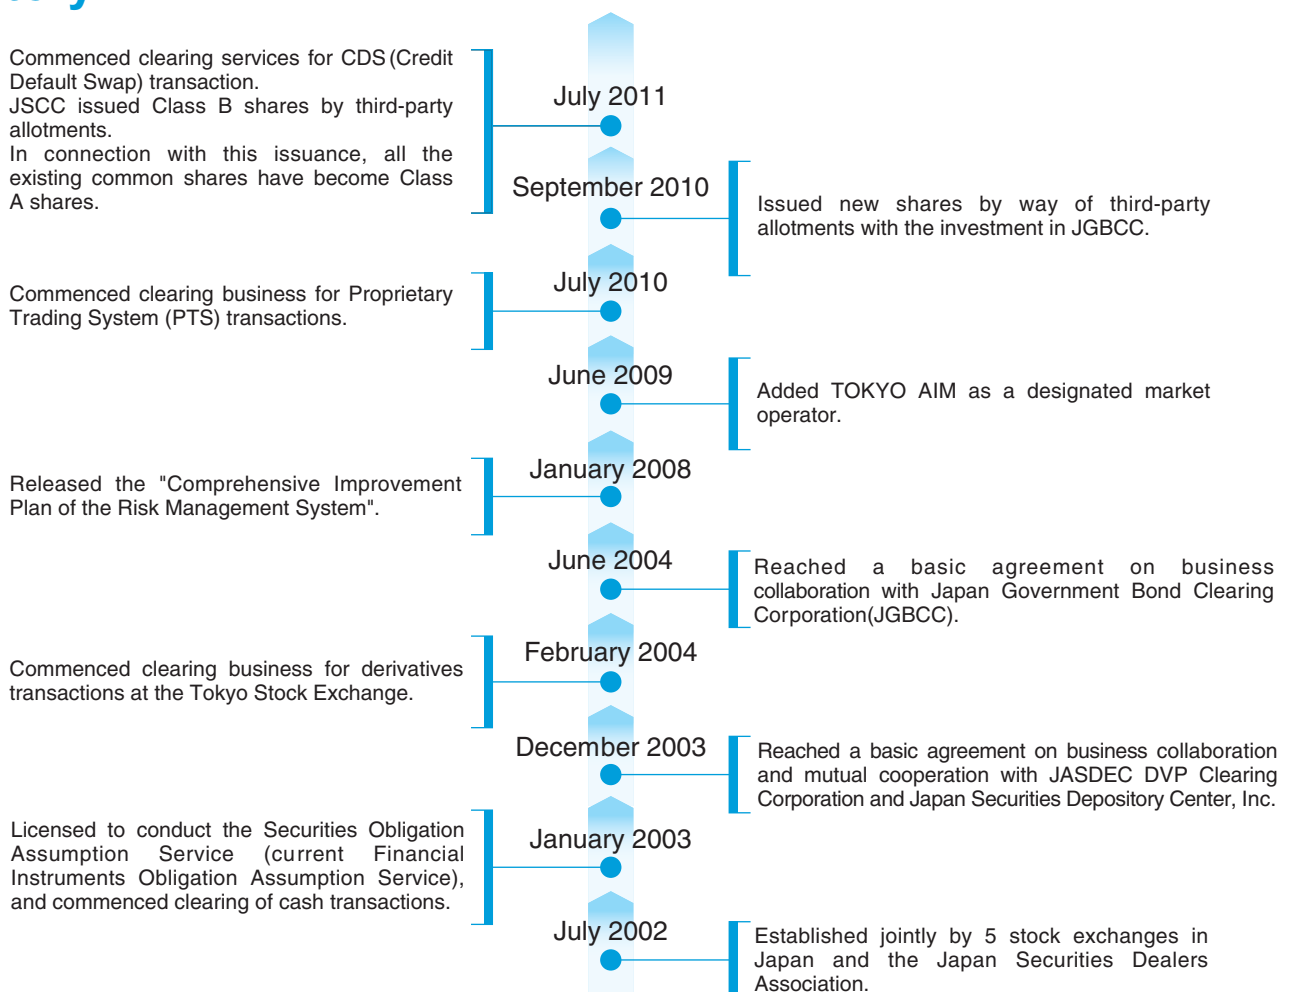 Commenced clearing services for CDS (Credit
Default Swap) transaction.
JSCC issued Class B shares by third-party
allotments.
In connection with this issuance, all the
existing common shares have become Class
A shares.
July 2011
September 2010
Issued new shares by way of third-party
allotments with the investment in JGBCC.
July 2010
Commenced clearing business for Proprietary
Trading System (PTS) transactions.
June 2009
Added TOKYO AIM as a designated market
operator.
January 2008
Released the "Comprehensive Improvement
Plan of the Risk Management System".
June 2004
Reached a basic agreement on business
collaboration with Japan Government Bond Clearing
Corporation(JGBCC).
February 2004
Commenced clearing business for derivatives
transactions at the Tokyo Stock Exchange.
December 2003
Reached a basic agreement on business collaboration
and mutual cooperation with JASDEC DVP Clearing
Corporation and Japan Securities Depository Center, Inc.
January 2003
Licensed to conduct the Securities Obligation
Assumption Service (current Financial
Instruments Obligation Assumption Service),
and commenced clearing of cash transactions.
July 2002
Established jointly by 5 stock exchanges in
Japan and the Japan Securities Dealers
Association.